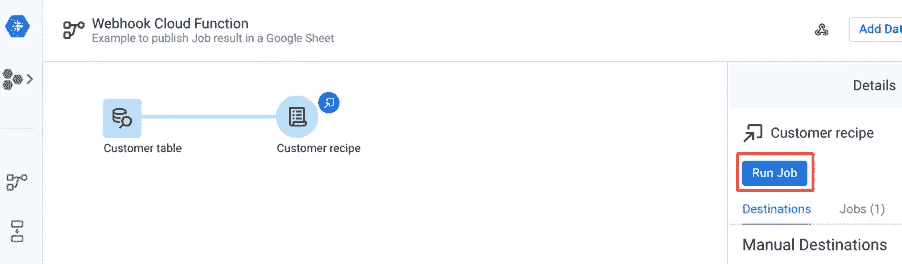 Webhook Cloud Function
Example to publish Job result in a Google Sheet
Add Dat
Details
Customer table
Customer recipe
Customer recipe
Run Job
Destinations
Jobs (1)
Manual Destinations